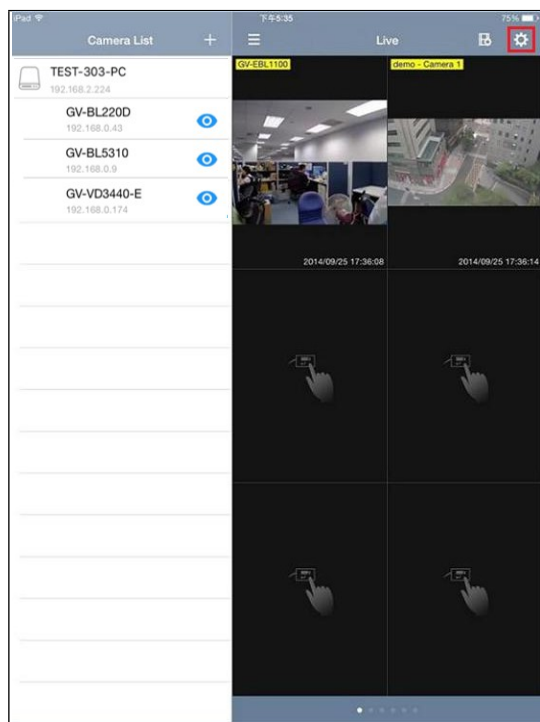 iPad 下午5:35 75%
Camera List + Live
TEST-303-PC
192.168.2.224
GV-BL220D
192.168.0.43
GV-BL5310
192.168.0.9
GV-VD3440-E
192.168.0.174
GV-EBL1100 demo - Camera 1
2014/09/25 17:36:08 2014/09/25 17:36:14